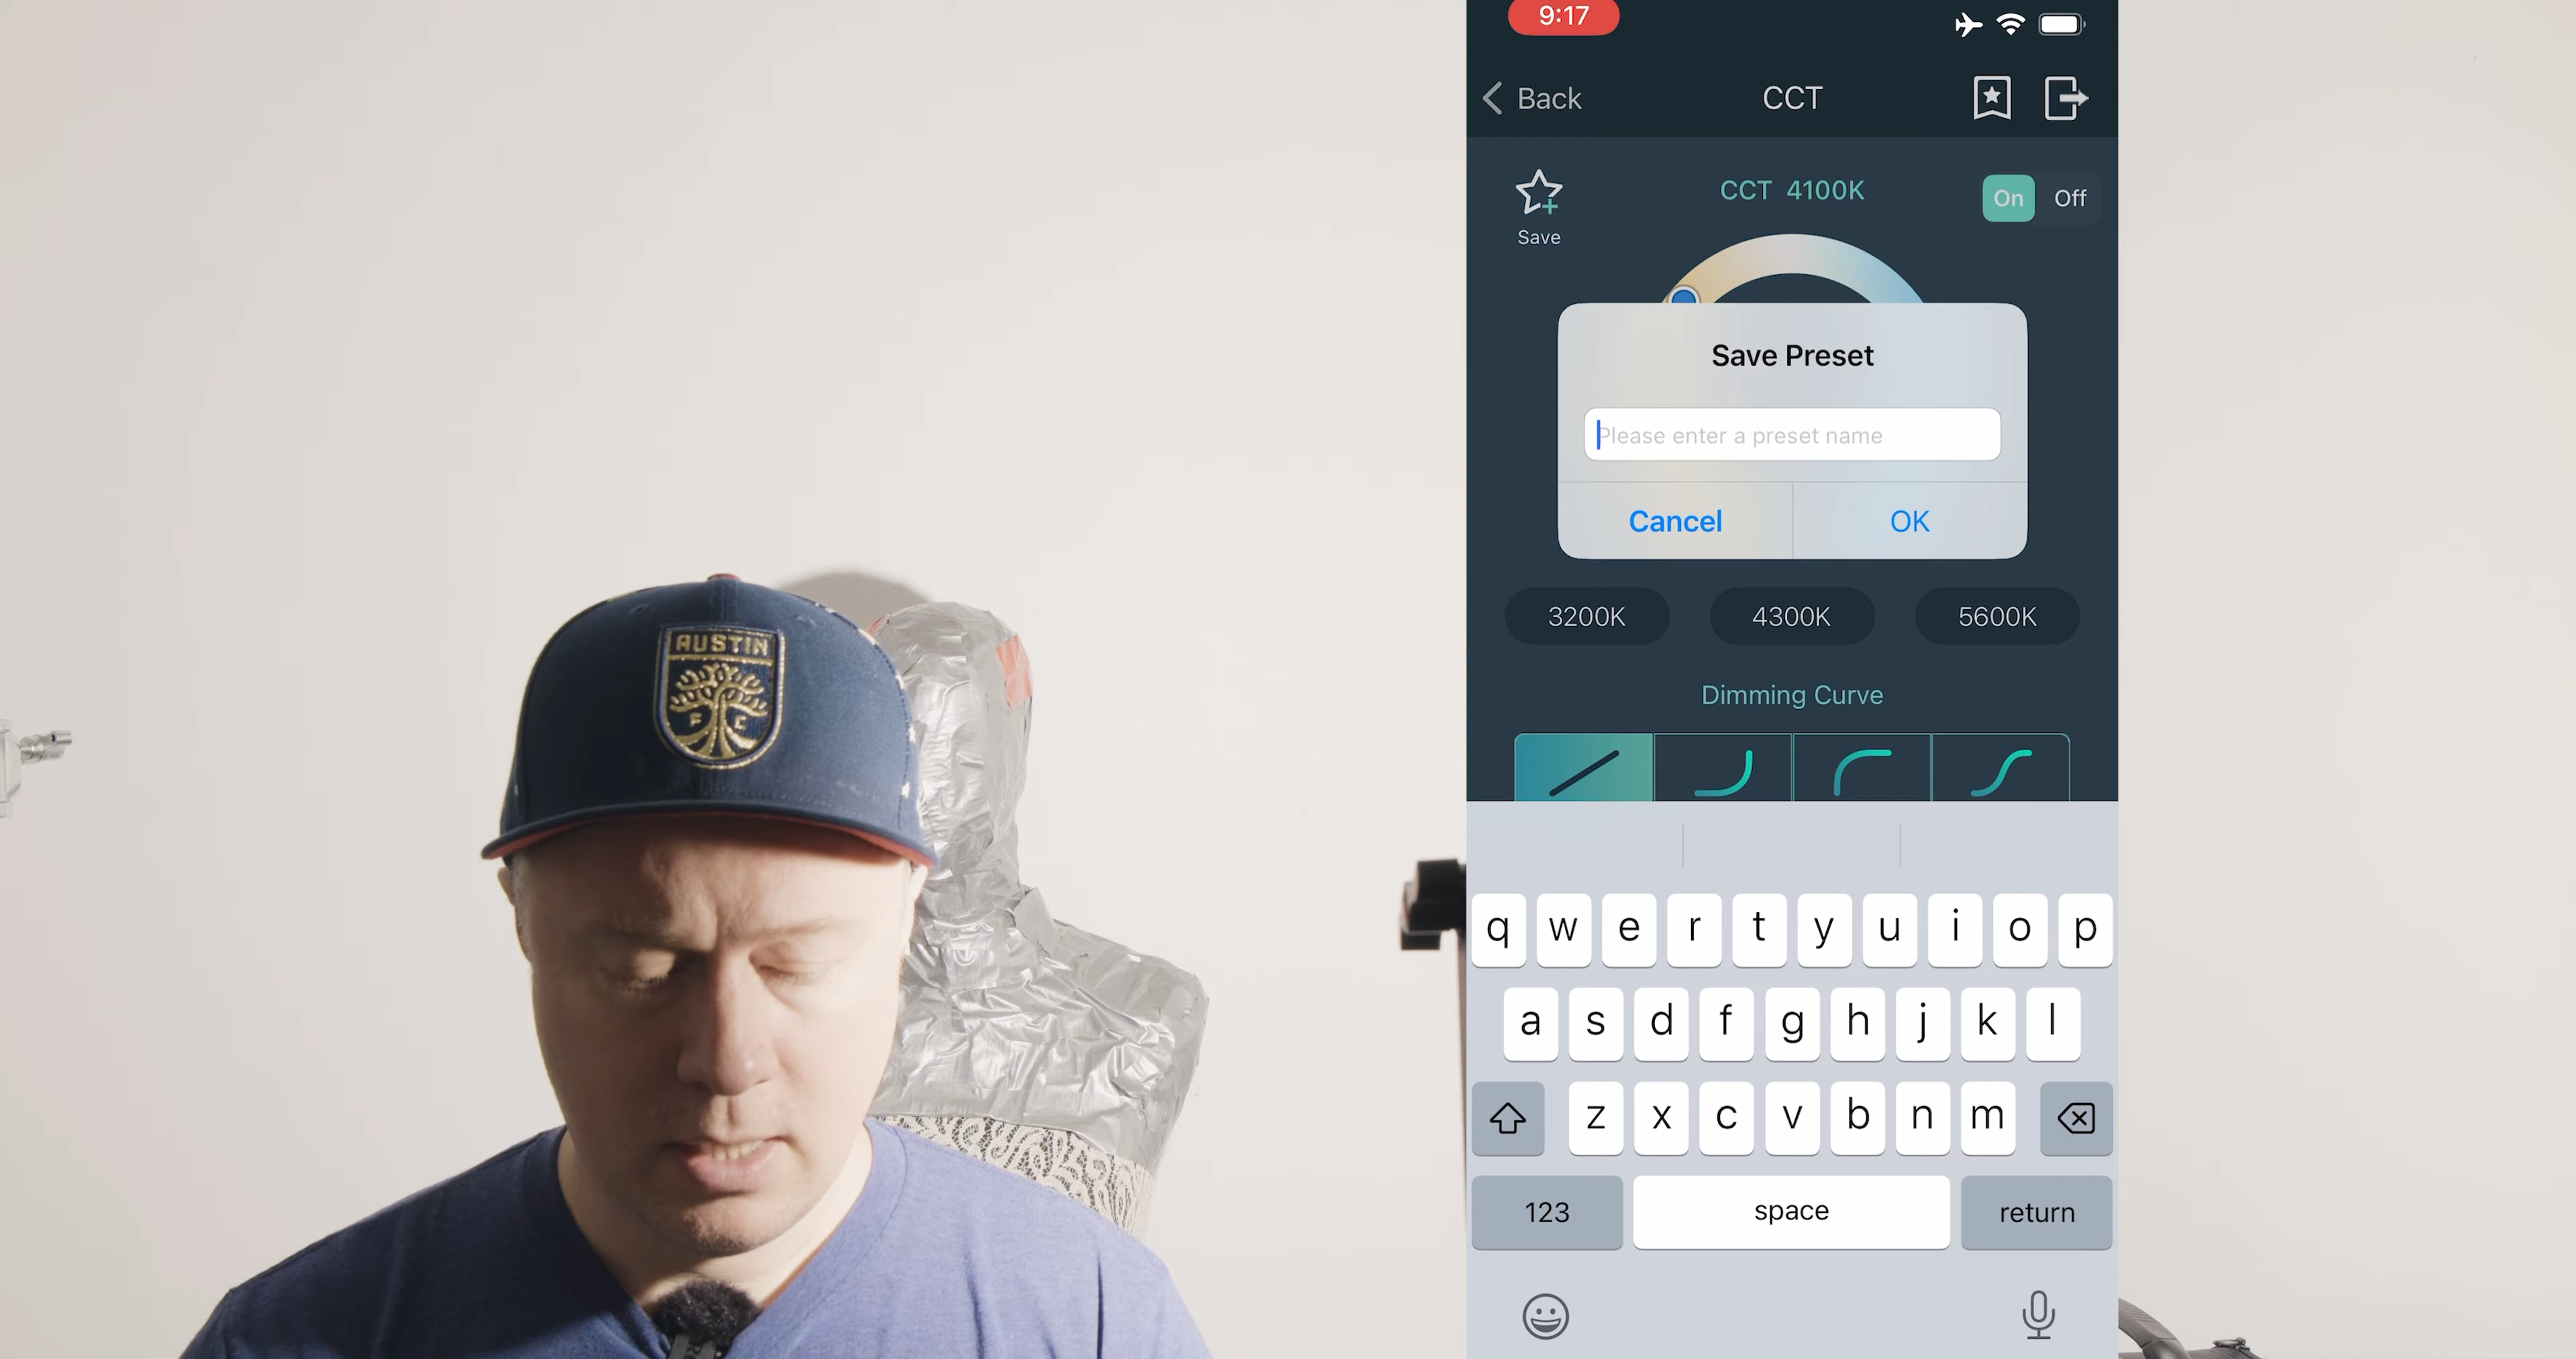 AUSTIN
F C
9:17
Back
CCT
Save
CCT 4100K
On
Off
Save Preset
Please enter a preset name
Cancel
OK
3200K
4300K
5600K
Dimming Curve
q w e r t y u i o p
a s d f g h j k l
z x c v b n m
123
space
return